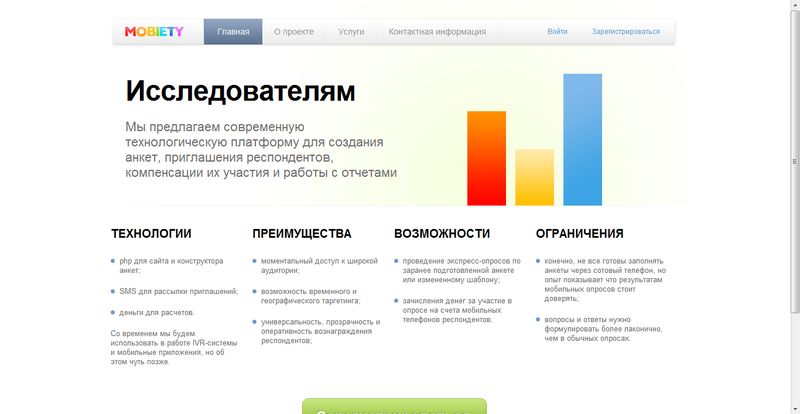 MOBIETY
Главная
О проекте
Услуги
Контактная информация
Войти
Зарегистрироваться
Исследователям
Мы предлагаем современную
технологическую платформу для создания
анкет, приглашения респондентов,
компенсации их участия и работы с отчетами
ТЕХНОЛОГИИ
php для сайта и конструктора
анкет;
SMS для рассылки приглашений;
деньги для расчетов.
Со временем мы будем
использовать в работе IVR-системы
и мобильные приложения, но об
этом чуть позже.
ПРЕИМУЩЕСТВА
моментальный доступ к широкой
аудитории;
возможность временного и
географического таргетинга;
универсальность, прозрачность и
оперативность вознаграждения
респондентов;
ВОЗМОЖНОСТИ
проведение экспресс-опросов по
заранее подготовленной анкете
или измененному шаблону;
зачисления денег за участие в
опросе на счета мобильных
телефонов респондентов.
ОГРАНИЧЕНИЯ
конечно, не все готовы заполнять
анкеты через сотовый телефон, но
опыт показывает что результатам
мобильных опросов стоит
доверять;
вопросы и ответы нужно
формулировать более лаконично,
чем в обычных опросах.